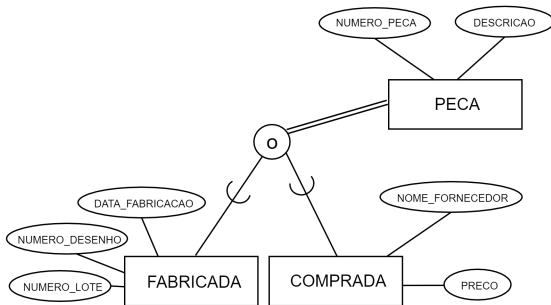 NUMERO_PECA
DESCRICAO
PECA
O
DATA_FABRICACAO
NOME_FORNECEDOR
NUMERO_DESENHO
NUMERO_LOTE
FABRICADA
COMPRADA
PRECO